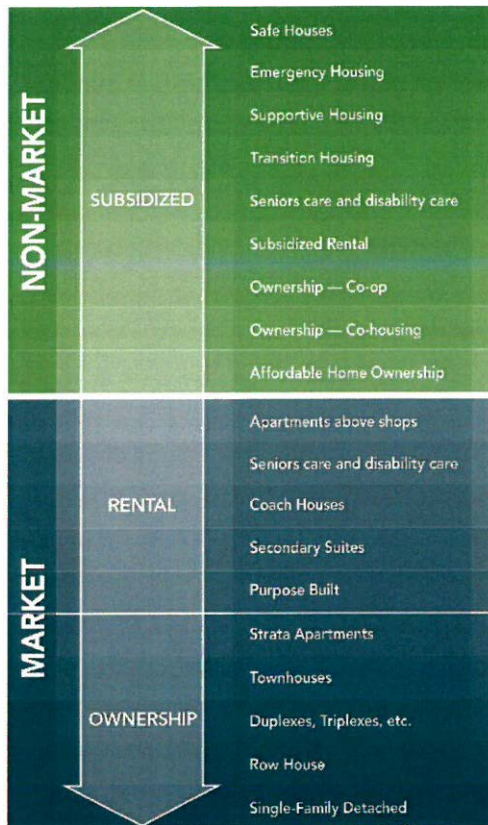 NON-MARKET
SUBSIDIZED
Safe Houses
Emergency Housing
Supportive Housing
Transition Housing
Seniors care and disability care
Subsidized Rental
Ownership — Co-op
Ownership — Co-housing
Affordable Home Ownership
MARKET
RENTAL
Apartments above shops
Seniors care and disability care
Coach Houses
Secondary Suites
Purpose Built
OWNERSHIP
Strata Apartments
Townhouses
Duplexes, Triplexes, etc.
Row House
Single-Family Detached